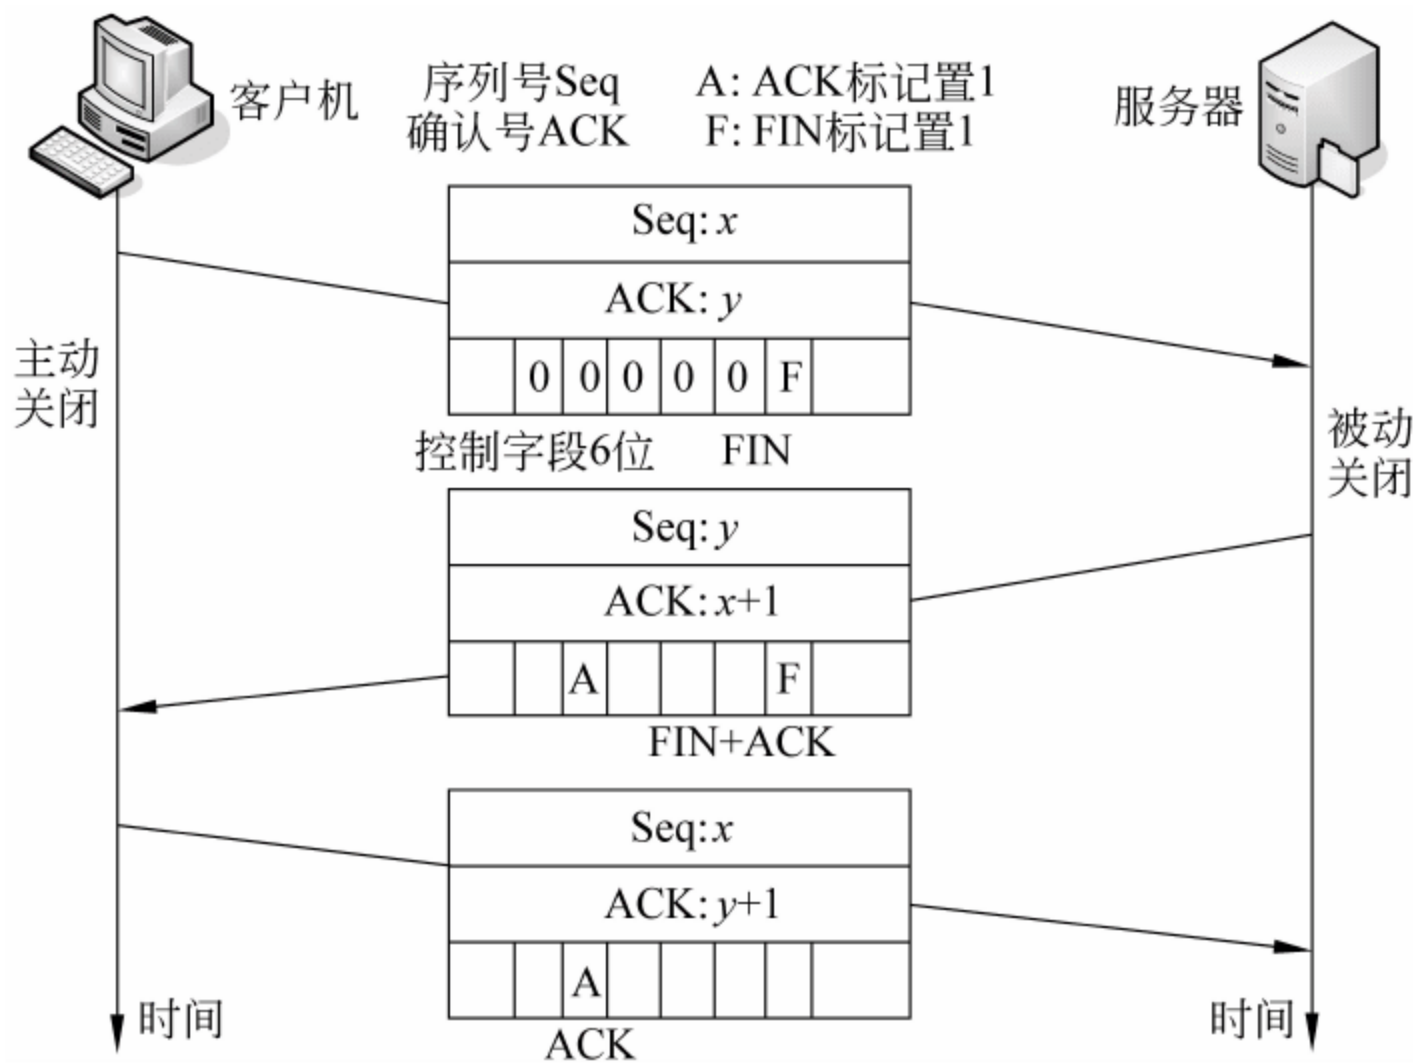 客户机
序列号Seq
A: ACK标记置1
确认号ACK
F: FIN标记置1
服务器
Seq: x
ACK: y
0 0 0 0 0 F
控制字段6位 FIN
主动
关闭
被动
关闭
Seq: y
ACK: x+1
A F
FIN+ACK
Seq: x
ACK: y+1
A
ACK
时间
时间